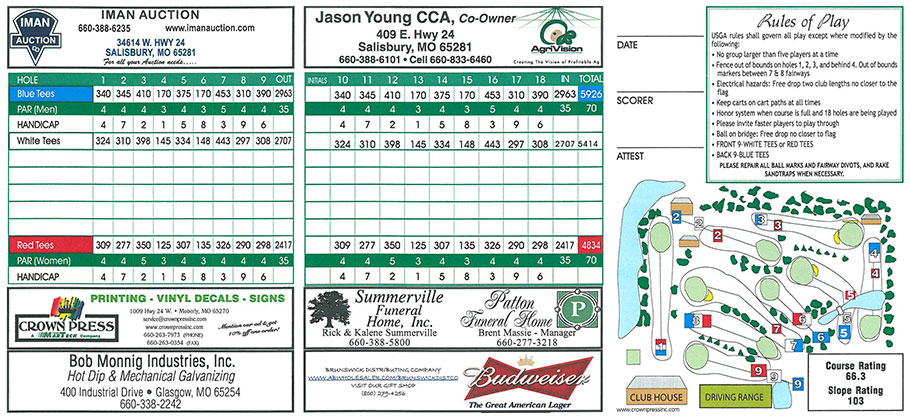 IMAN
AUCTION
IMAN AUCTION
660-388-6235 www.imanauction.com
34614 W. HWY 24
SALISBURY, MO 65281
For all your Auction needs.....
HOLE 1 2 3 4 5 6 7 8 9 OUT
Blue Tees 340 345 410 170 375 170 453 310 390 2963
PAR (Men) 4 4 4 3 4 3 5 4 4 35
HANDICAP 4 7 2 1 5 8 3 9 6
White Tees 324 310 398 145 334 148 443 297 308 2707
Red Tees 309 277 350 125 307 135 326 290 298 2417
PAR (Women) 4 4 5 3 4 3 4 4 4 35
HANDICAP 4 7 2 1 5 8 3 9 6
CROWN PRESS
PRINTING - VINYL DECALS - SIGNS
1009 Hwy 24 W. • Moberly, MO 65270
service@crownpressinc.com
www.crownpressinc.com
660-263-7973 (PHONE)
660-263-0354 (FAX)
Mention our ad & get
10% off one order!
Bob Monnig Industries, Inc.
Hot Dip & Mechanical Galvanizing
400 Industrial Drive • Glasgow, MO 65254
660-338-2242
Jason Young CCA, Co-Owner
409 E. Hwy 24
Salisbury, MO 65281
660-388-6101 • Cell 660-833-6460
AgriVision
Creating The Vision of Profitable Ag
INITIALS 10 11 12 13 14 15 16 17 18 IN TOTAL
340 345 410 170 375 170 453 310 390 2963 5926
4 4 4 3 4 3 5 4 4 35 70
4 7 2 1 5 8 3 9 6
324 310 398 145 334 148 443 297 308 2707 5414
309 277 350 125 307 135 326 290 298 2417 4834
4 4 5 3 4 3 4 4 4 35 70
4 7 2 1 5 8 3 9 6
Summerville
Funeral
Home, Inc.
Rick & Kalene Summerville
660-388-5800
Patton
Funeral Home
Brent Massie - Manager
660-277-3218
P
BRUNSWICK DISTRIBUTING COMPANY
WWW.ABWHOLESALER.COM/BRUNSWICKDISTCO
VISIT OUR GIFT SHOP
(800) 279-4256
Budweiser
The Great American Lager
DATE
SCORER
ATTEST
Rules of Play
USGA rules shall govern all play except where modified by the
following:
• No group larger than five players at a time
• Fence out of bounds on holes 1, 2, 3, and behind 4. Out of bounds
markers between 7 & 8 fairways
• Electrical hazards: Free drop two club lengths no closer to the
flag
• Keep carts on cart paths at all times
• Honor system when course is full and 18 holes are being played
• Please invite faster players to play through
• Ball on bridge: Free drop no closer to flag
• FRONT 9-WHITE TEES or RED TEES
• BACK 9-BLUE TEES
PLEASE REPAIR ALL BALL MARKS AND FAIRWAY DIVOTS, AND RAKE
SANDTRAPS WHEN NECESSARY.
2 2 2
3 3
4 4
5 5 5
6 6
7 7
8
9 9 9
1
CLUB HOUSE
DRIVING RANGE
www.crownpressinc.com
Course Rating
66.3
Slope Rating
103